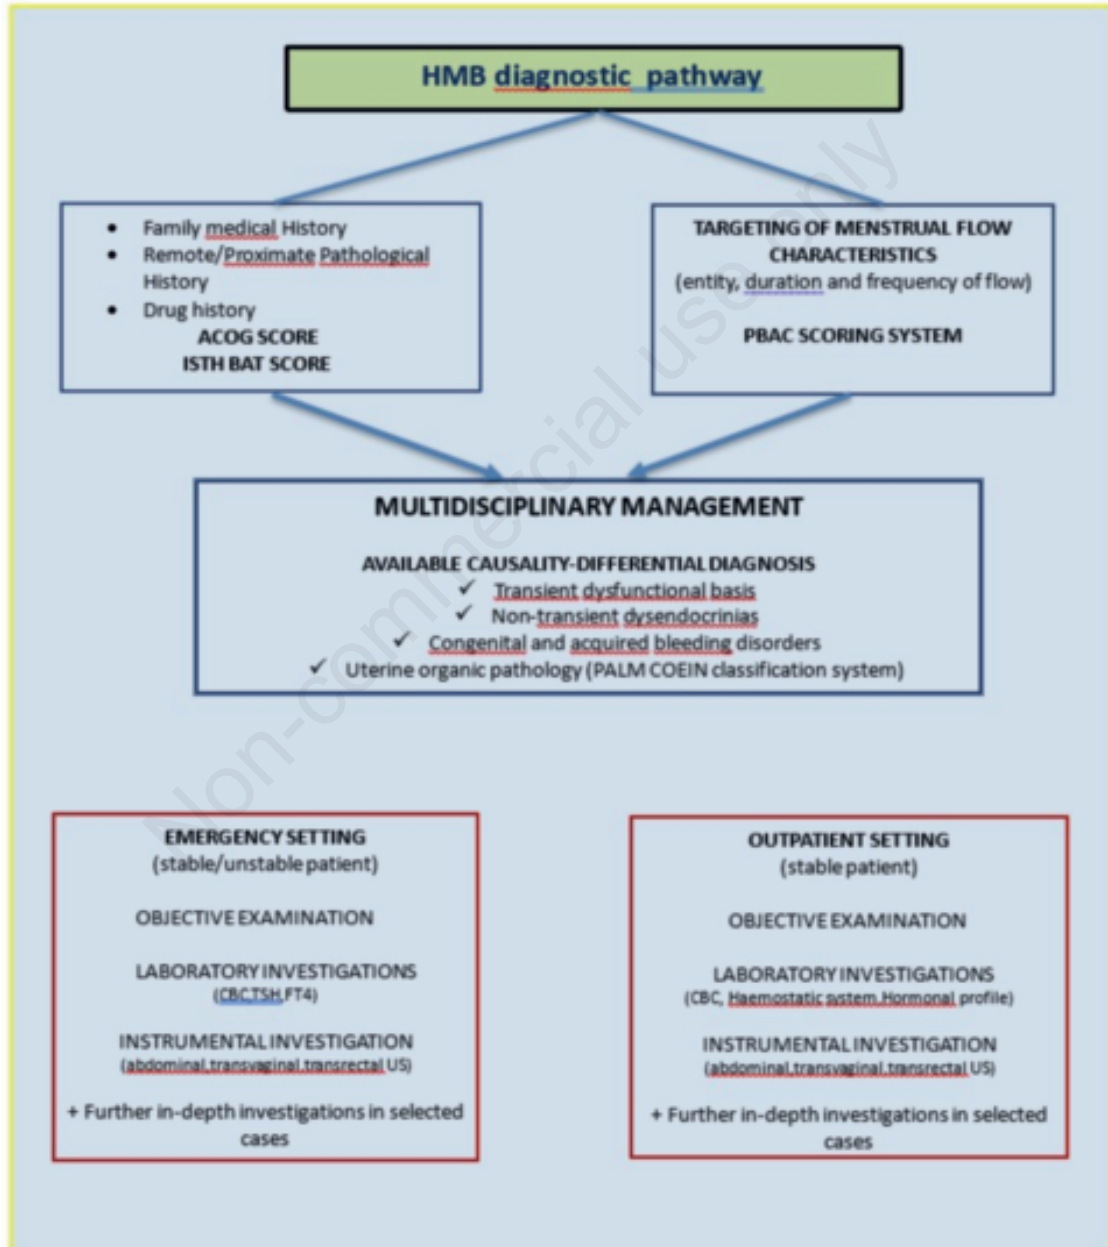 HMB diagnostic pathway
• Family medical History
• Remote/Proximate Pathological
History
• Drug history
ACOG SCORE
ISTH BAT SCORE
TARGETING OF MENSTRUAL FLOW
CHARACTERISTICS
(entity, duration and frequency of flow)
PBAC SCORING SYSTEM
MULTIDISCIPLINARY MANAGEMENT
AVAILABLE CAUSALITY-DIFFERENTIAL DIAGNOSIS
✓ Transient dysfunctional basis
✓ Non-transient dysendocrinias
✓ Congenital and acquired bleeding disorders
✓ Uterine organic pathology (PALM COEIN classification system)
EMERGENCY SETTING
(stable/unstable patient)
OBJECTIVE EXAMINATION
LABORATORY INVESTIGATIONS
(CBC,TSH,FT4)
INSTRUMENTAL INVESTIGATION
(abdominal,transvaginal,transrectal US)
+ Further in-depth investigations in selected
cases
OUTPATIENT SETTING
(stable patient)
OBJECTIVE EXAMINATION
LABORATORY INVESTIGATIONS
(CBC, Haemostatic system,Hormonal profile)
INSTRUMENTAL INVESTIGATION
(abdominal,transvaginal,transrectal US)
+ Further in-depth investigations in selected
cases
Non-commercial use only